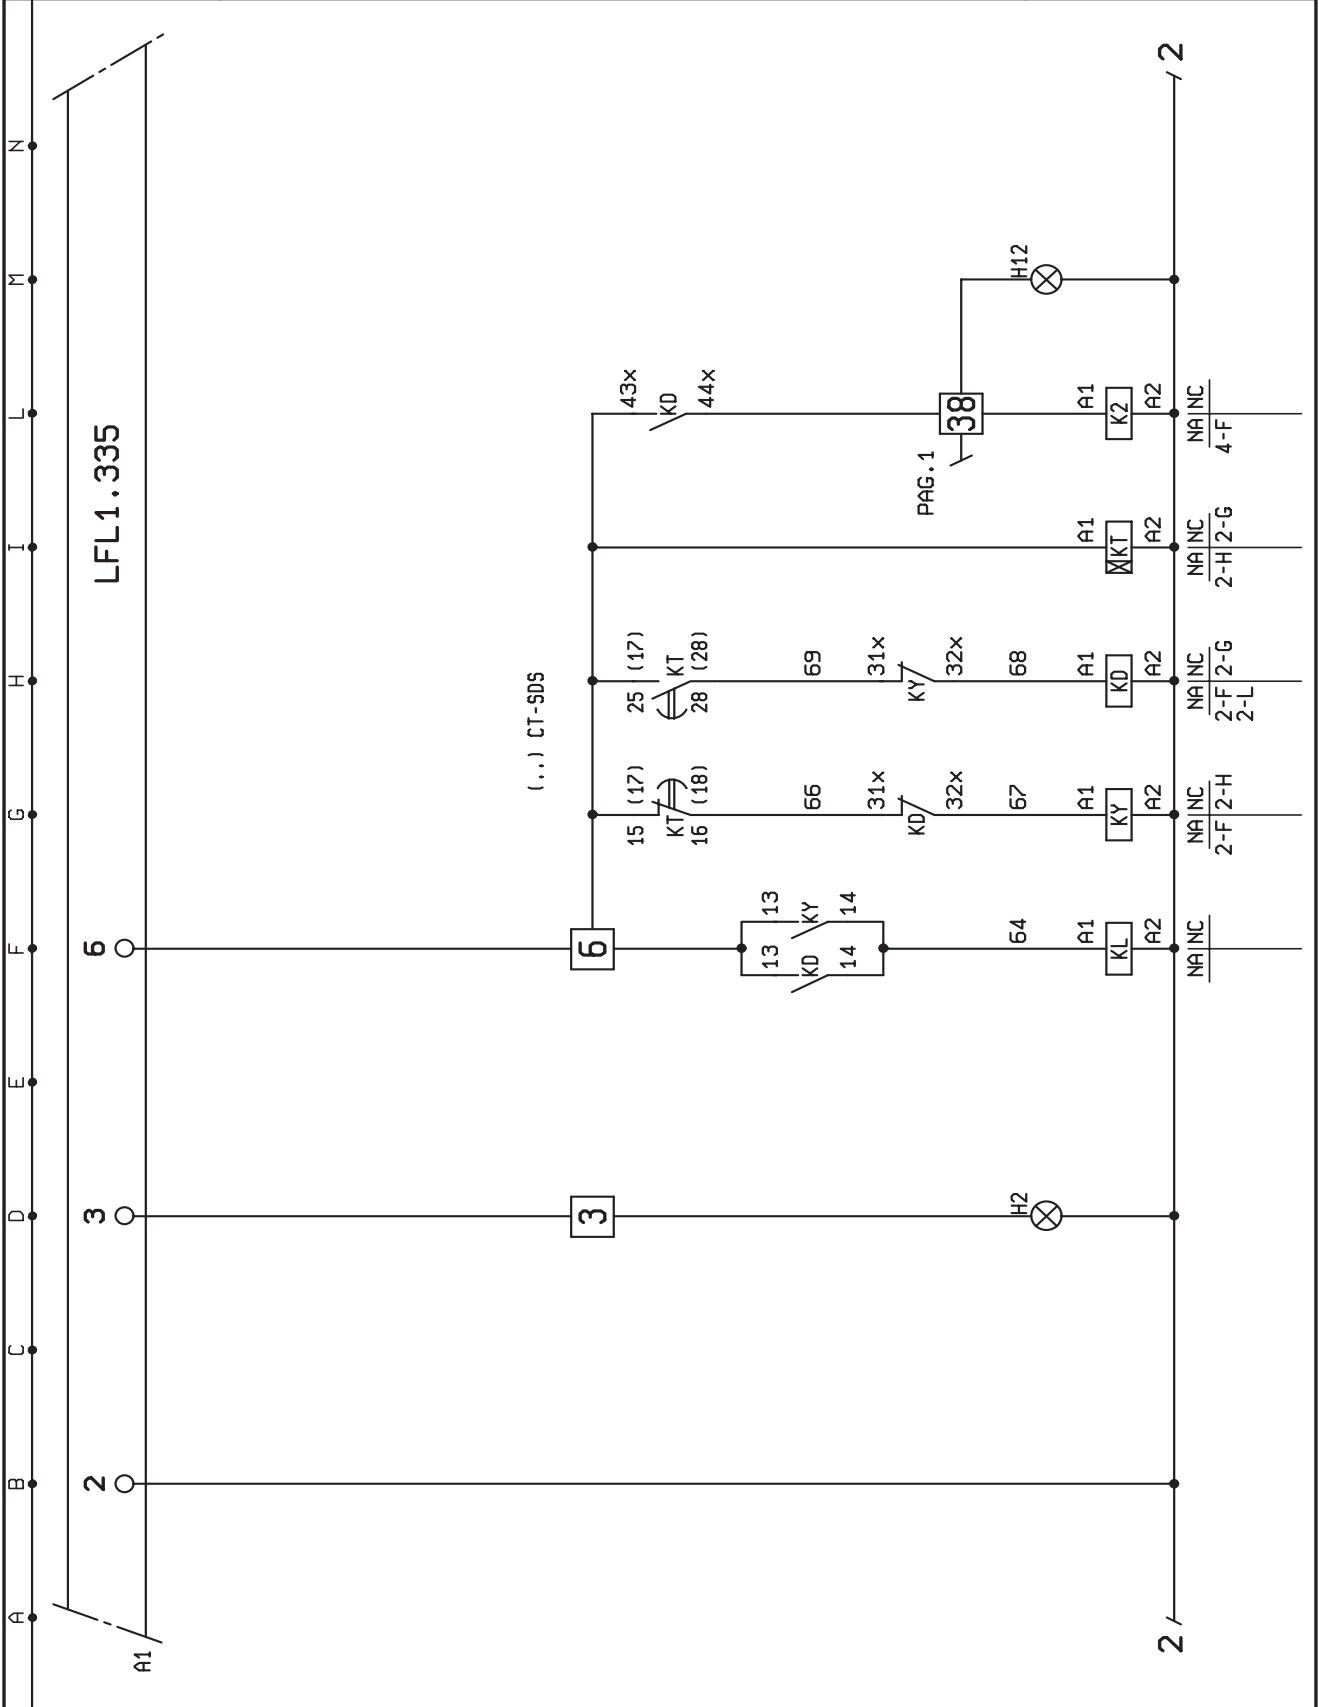 A B C D E F G H I L M N
A1
LFL1.335
2 3 6
(..) CT-SDS
6
3
15 (17)
KT
16 (18)
25 (17)
KT
28 (28)
43x
KD
44x
13 13
KD KY
14 14
66
69
31x
KD
32x
31x
KY
32x
PAG.1
38
64
67
68
H2
H12
A1 A1 A1 A1 A1
KL KY KD KT K2
A2 A2 A2 A2 A2
2 2
NA NC NA NC NA NC NA NC NA NC
2-F 2-H
2-F 2-G
2-L
2-H 2-G
4-F